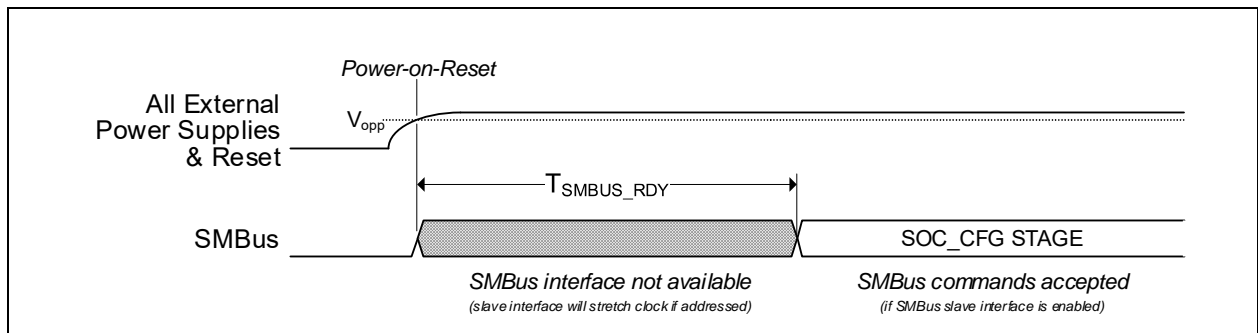 Power-on-Reset
All External
Power Supplies
& Reset
Vopp
TSMBUS_RDY
SMBus
SOC_CFG STAGE
SMBus interface not available
(slave interface will stretch clock if addressed)
SMBus commands accepted
(if SMBus slave interface is enabled)